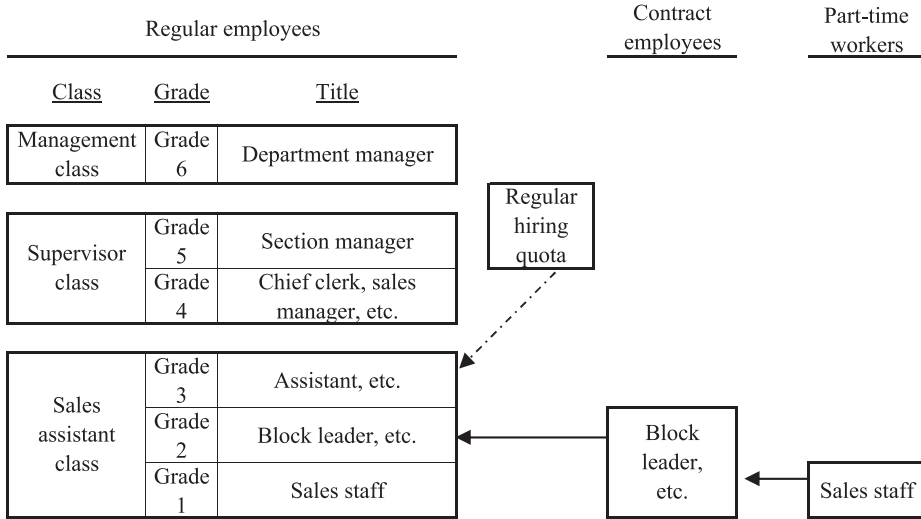 Regular employees
Contract
employees
Part-time
workers
Class
Grade
Title
Management
class
Grade
6
Department manager
Regular
hiring
quota
Supervisor
class
Grade
5
Section manager
Grade
4
Chief clerk, sales
manager, etc.
Sales
assistant
class
Grade
3
Assistant, etc.
Grade
2
Block leader, etc.
Grade
1
Sales staff
Block
leader,
etc.
Sales staff